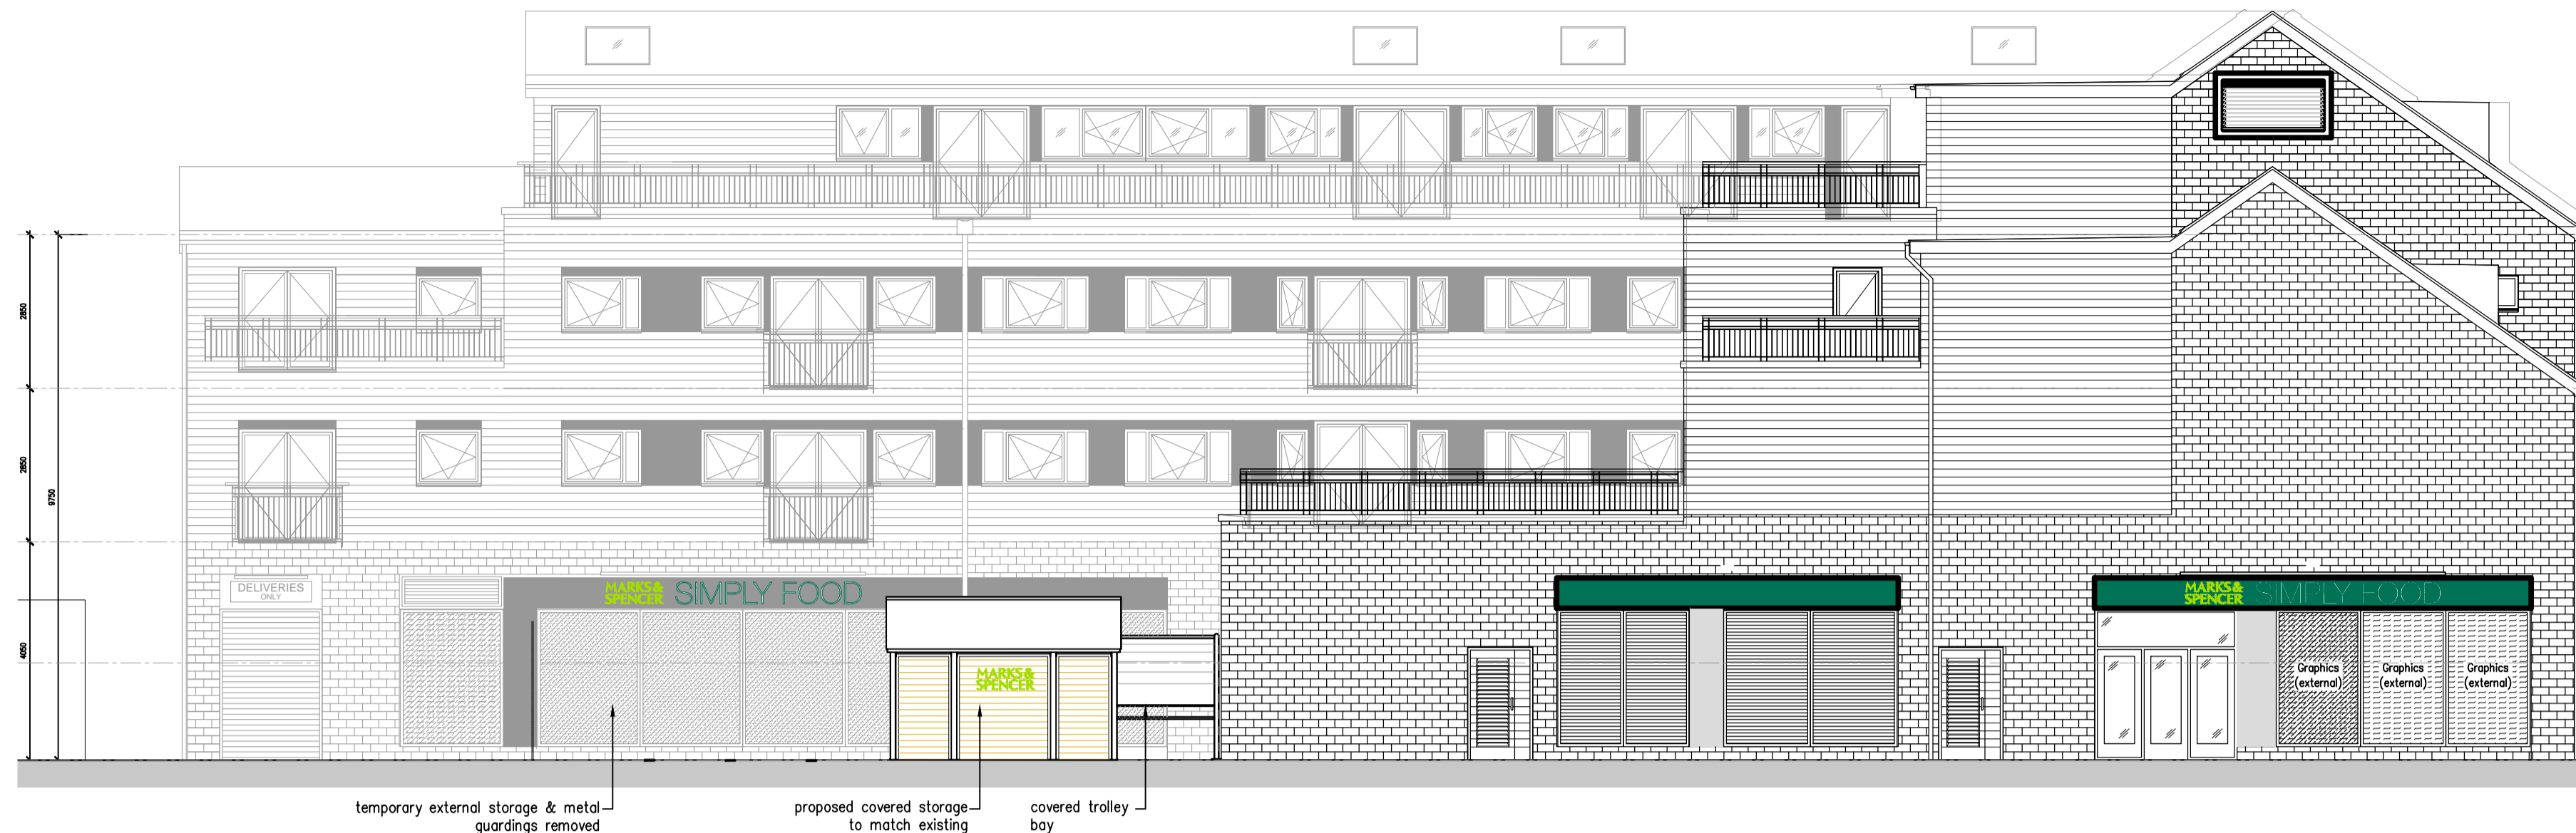 2850
2850
9750
4050
DELIVERIES
ONLY
MARKS &
SPENCER
SIMPLY FOOD
MARKS &
SPENCER
MARKS &
SPENCER
SIMPLY FOOD
Graphics
(external)
Graphics
(external)
Graphics
(external)
temporary external storage & metal
guardings removed
proposed covered storage
to match existing
covered trolley
bay